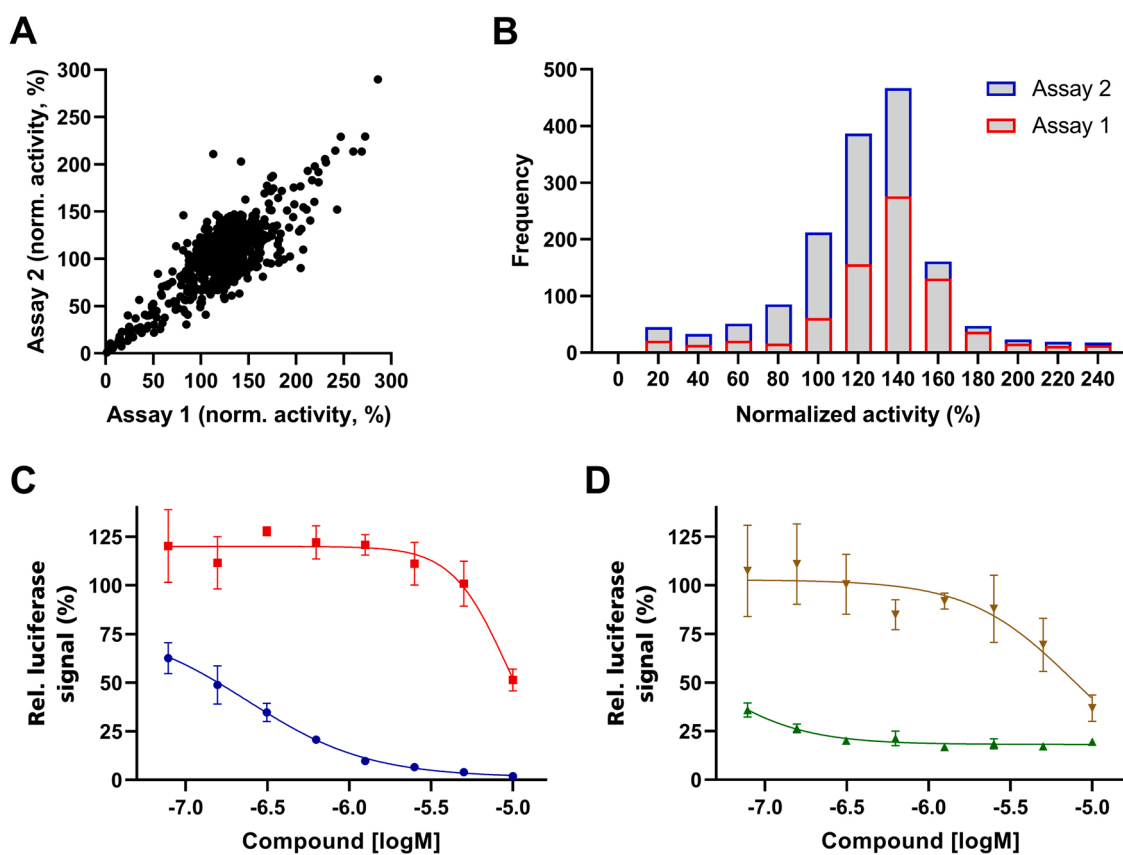 A
300
250
200
150
100
50
0
Assay 2 (norm. activity, %)
0 50 100 150 200 250 300
Assay 1 (norm. activity, %)
B
500
400
300
200
100
0
Frequency
Assay 2
Assay 1
0 20 40 60 80 100 120 140 160 180 200 220 240
Normalized activity (%)
C
125
100
75
50
25
0
Rel. luciferase
signal (%)
-7.0 -6.5 -6.0 -5.5 -5.0
Compound [logM]
D
125
100
75
50
25
0
Rel. luciferase
signal (%)
-7.0 -6.5 -6.0 -5.5 -5.0
Compound [logM]